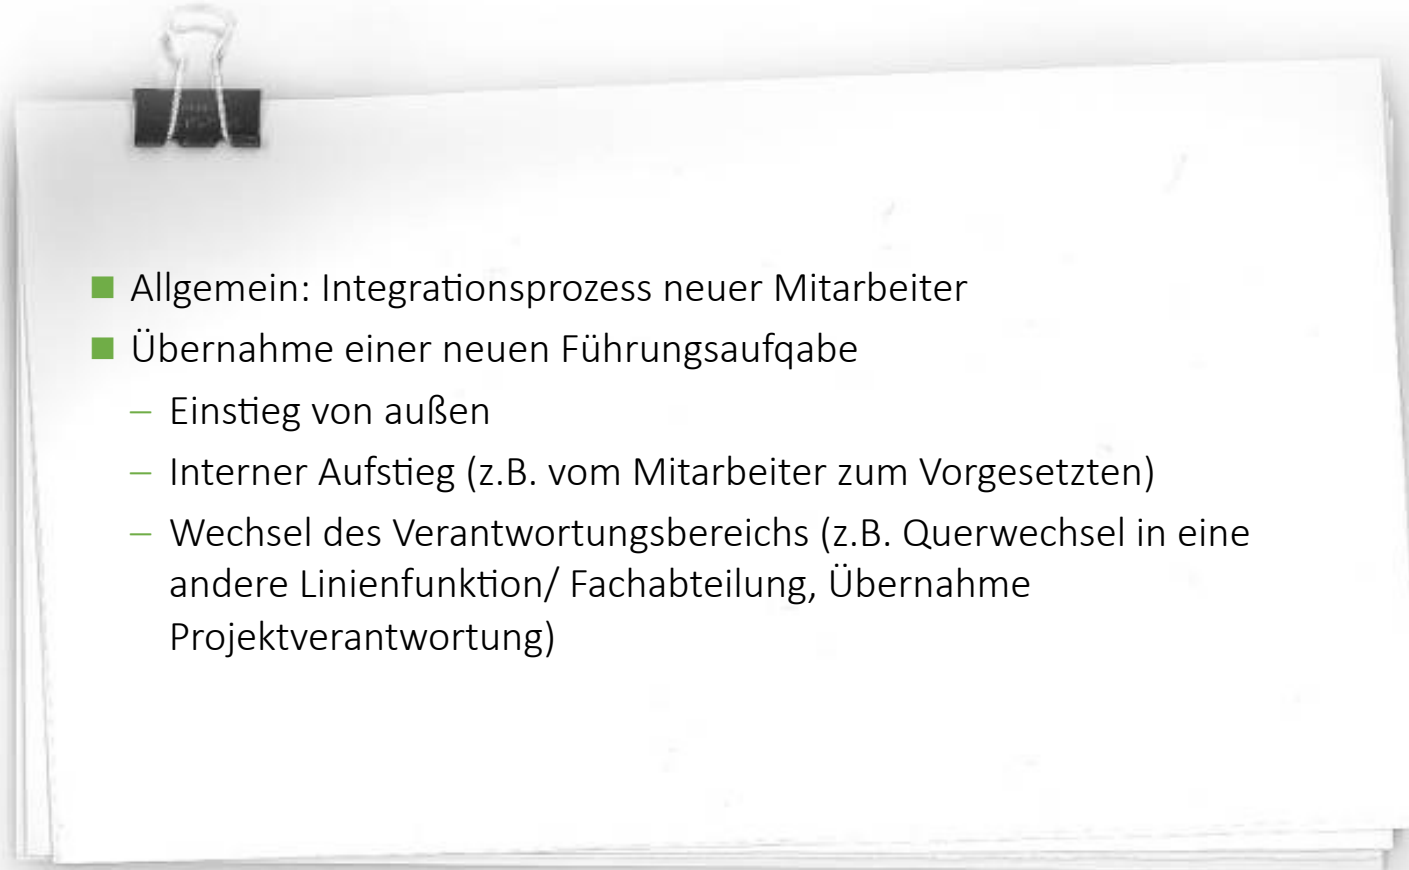 Allgemein: Integrationsprozess neuer Mitarbeiter
Übernahme einer neuen Führungsaufqabe
– Einstieg von außen
– Interner Aufstieg (z.B. vom Mitarbeiter zum Vorgesetzten)
– Wechsel des Verantwortungsbereichs (z.B. Querwechsel in eine
andere Linienfunktion/ Fachabteilung, Übernahme
Projektverantwortung)